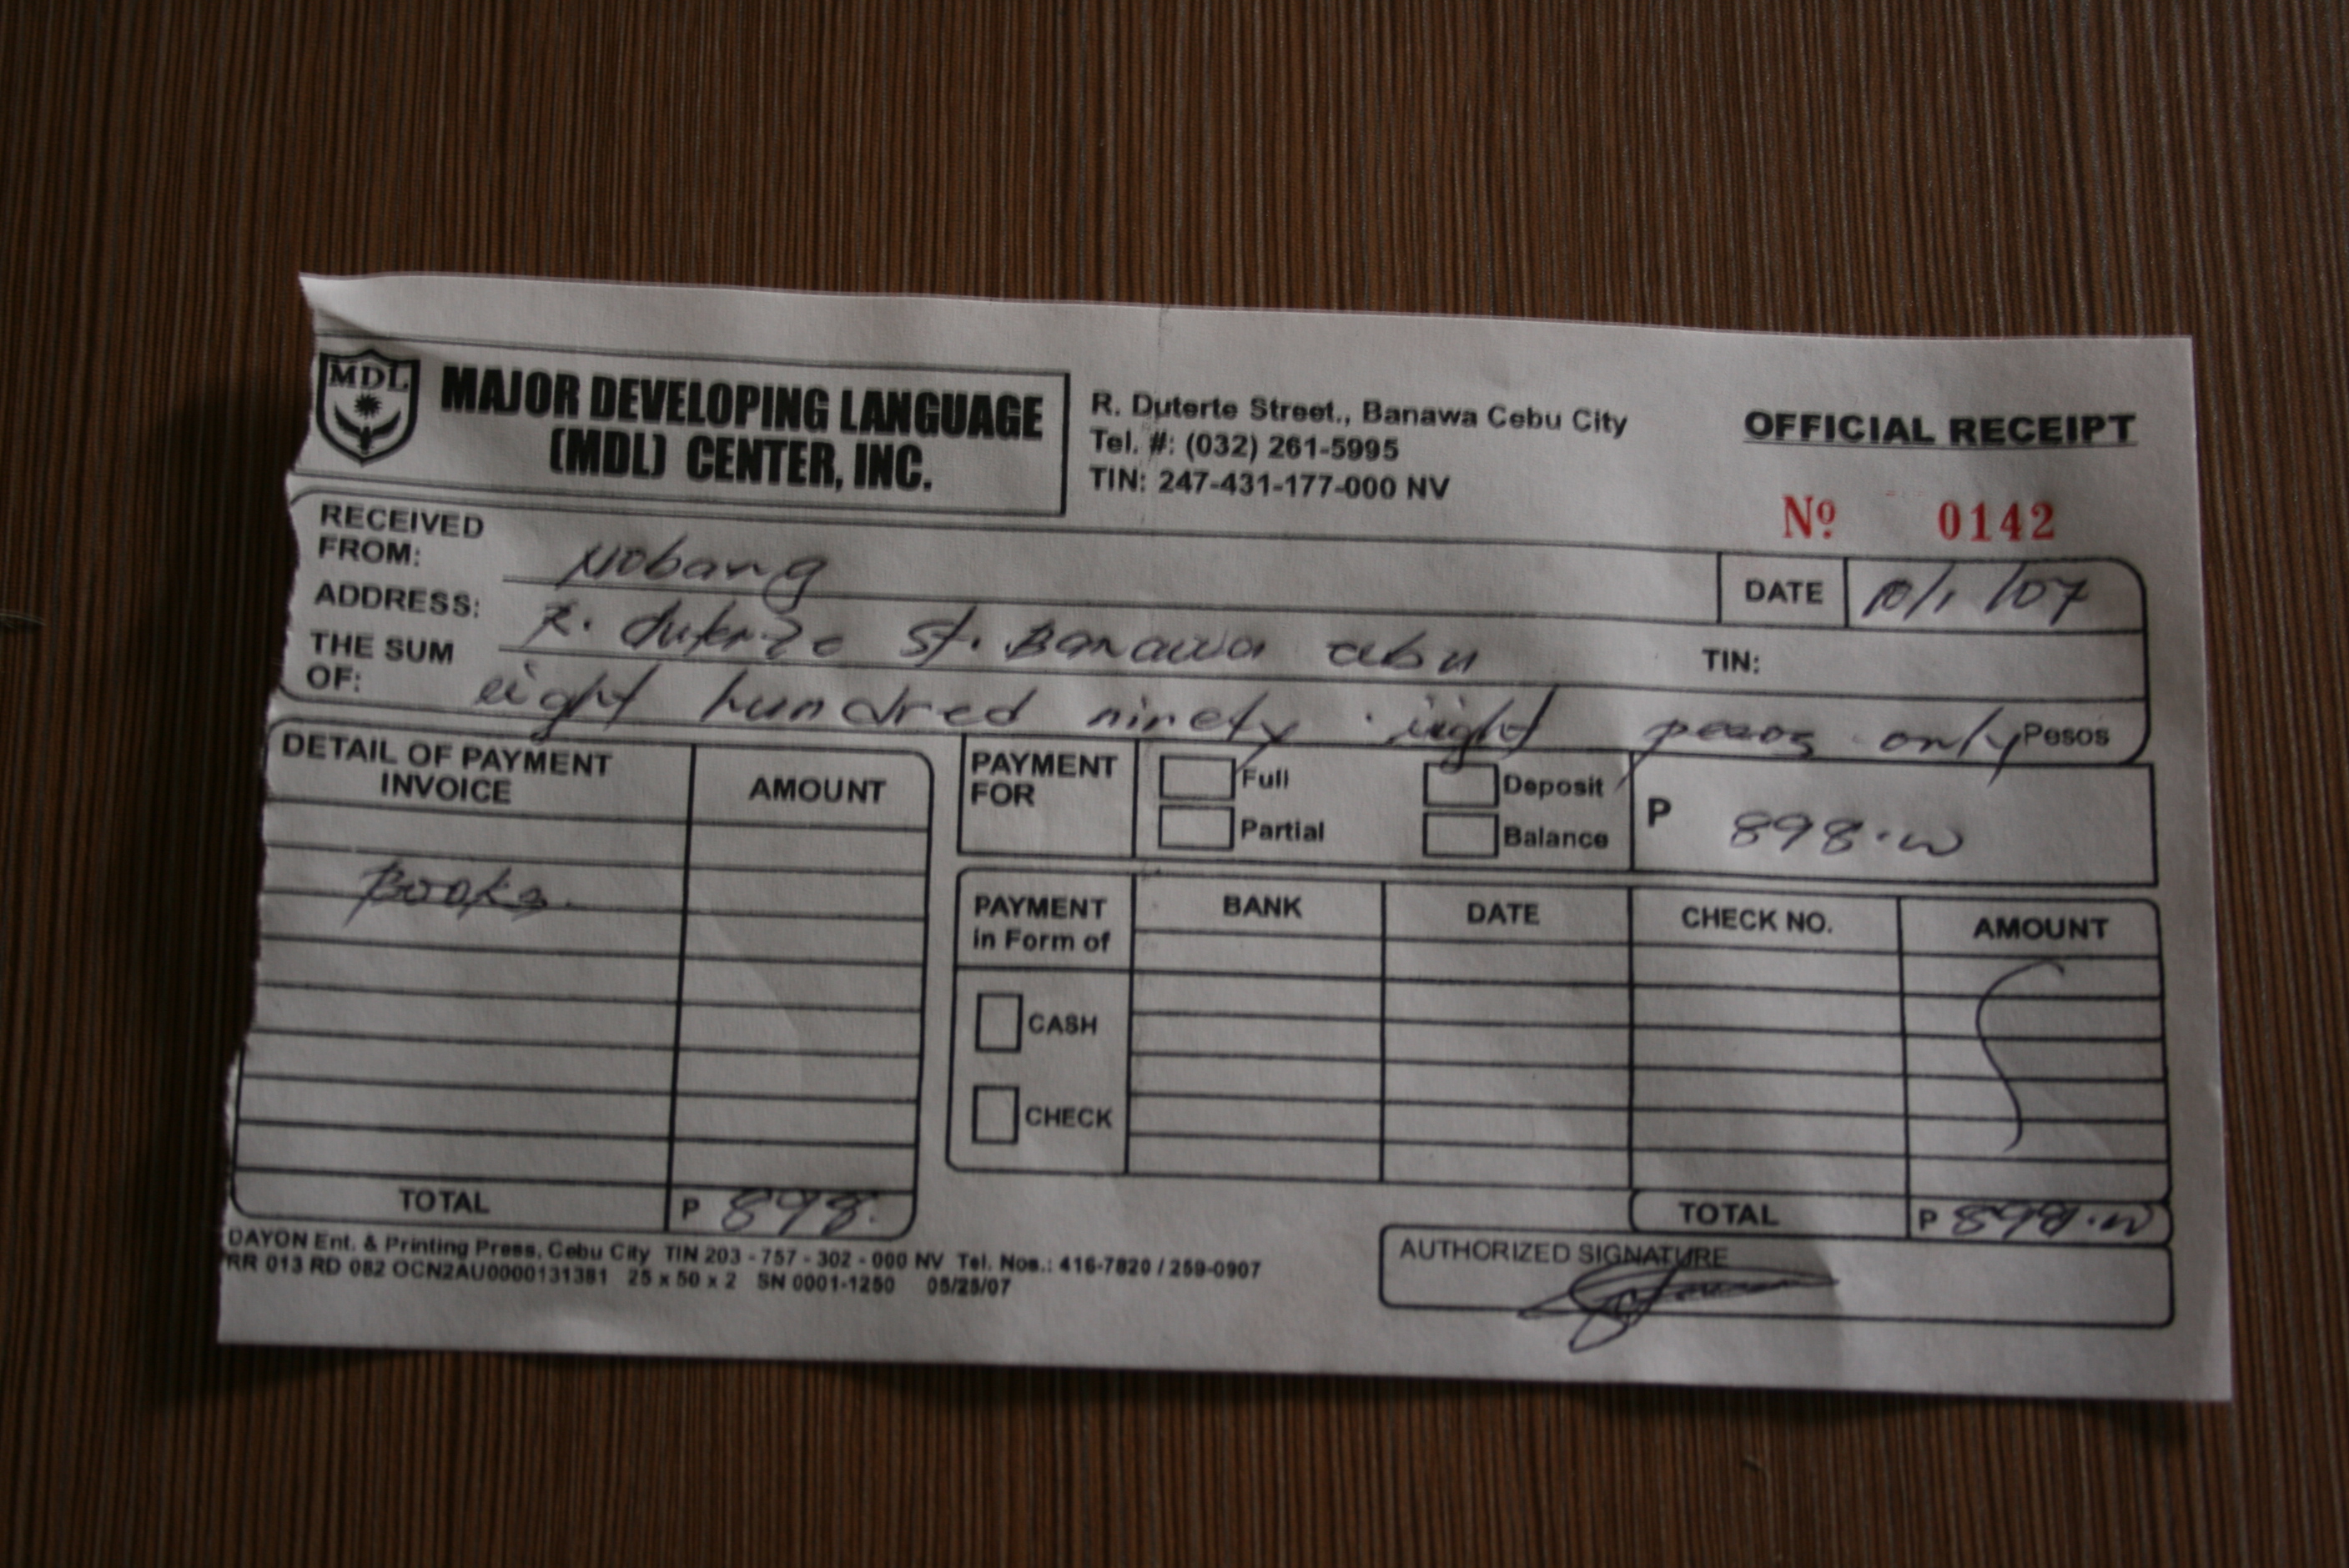 MDL
MAJOR DEVELOPING LANGUAGE
(MDL) CENTER, INC.
R. Duterte Street., Banawa Cebu City
Tel. #: (032) 261-5995
TIN: 247-431-177-000 NV
OFFICIAL RECEIPT
Nº 0142
RECEIVED FROM:
DATE 10/1/07
ADDRESS: R. duterte St. Banawa cebu
TIN:
THE SUM OF: eight hundred ninety eight pesos only Pesos
DETAIL OF PAYMENT
INVOICE
AMOUNT
Books
TOTAL P 898.
PAYMENT FOR
Full Deposit
Partial Balance
P 898.00
PAYMENT in Form of
BANK DATE CHECK NO. AMOUNT
CASH
CHECK
TOTAL P 898.00
AUTHORIZED SIGNATURE
DAYON Ent. & Printing Press, Cebu City TIN 203 - 757 - 302 - 000 NV Tel. Nos.: 416-7820 / 259-0907
RR 013 RD 082 OCN2AU0000131381 25 x 50 x 2 SN 0001-1250 05/25/07